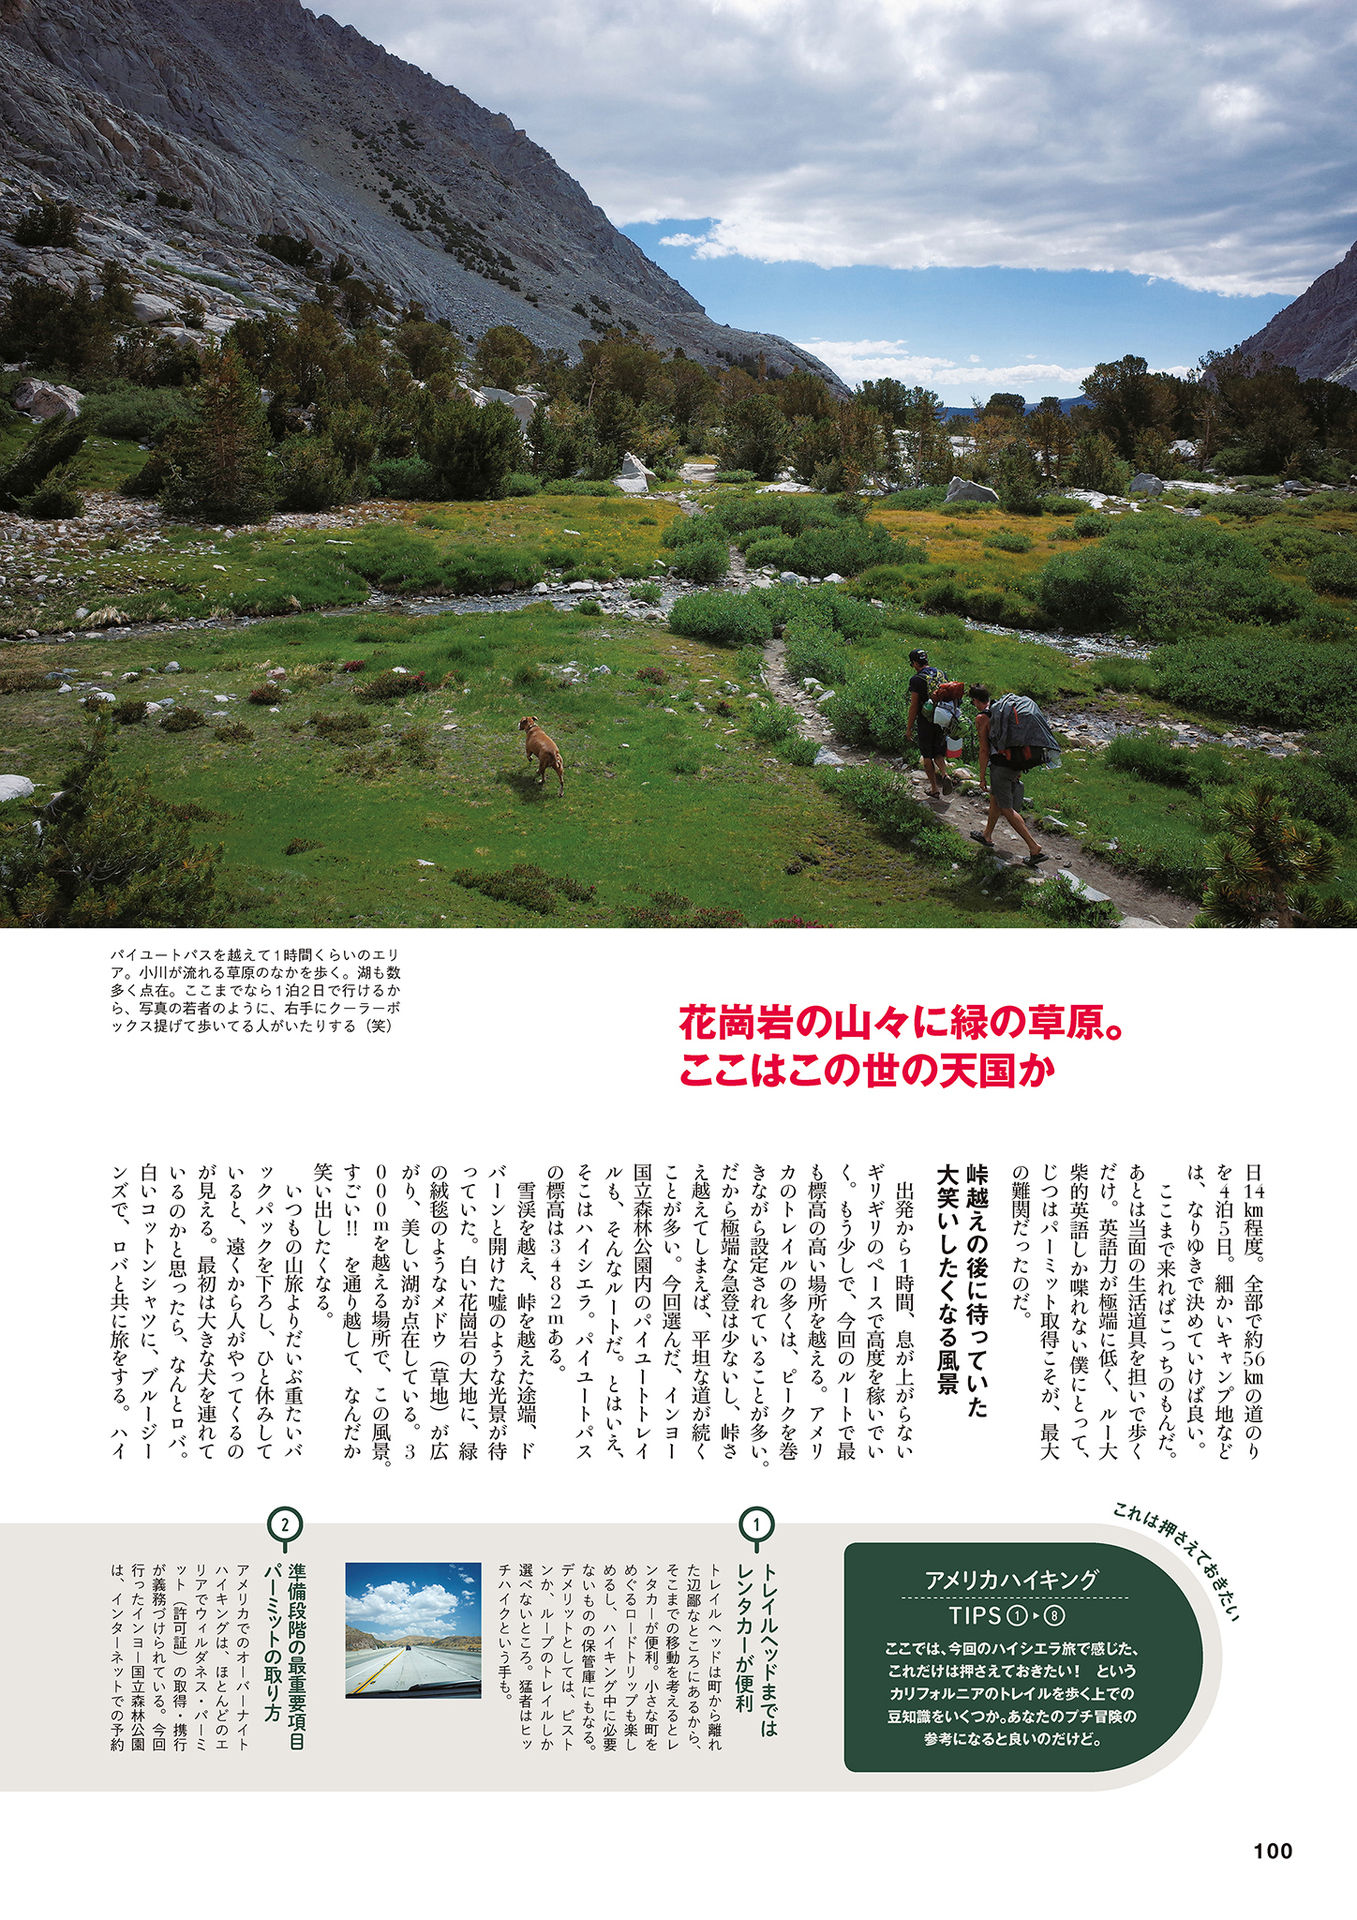 パイユートパスを越えて1時間くらいのエリ
ア。小川が流れる草原のなかを歩く。湖も数
多く点在。ここまでなら1泊2日で行けるか
ら、写真の若者のように、右手にクーラーボ
ックス提げて歩いてる人がいたりする（笑）
花崗岩の山々に緑の草原。
ここはこの世の天国か
日14㎞程度。全部で約56㎞の道のり
を4泊5日。細かいキャンプ地など
は、なりゆきで決めていけば良い。
ここまで来ればこっちのもんだ。
あとは当面の生活道具を担いで歩く
だけ。英語力が極端に低く、ルー大
柴的英語しか喋れない僕にとって、
じつはパーミット取得こそが、最大
の難関だったのだ。
峠越えの後に待っていた
大笑いしたくなる風景
出発から1時間、息が上がらない
ギリギリのペースで高度を稼いでい
く。もう少しで、今回のルートで最
も標高の高い場所を越える。アメリ
カのトレイルの多くは、ピークを巻
きながら設定されていることが多い。
だから極端な急登は少ないし、峠さ
え越えてしまえば、平坦な道が続く
ことが多い。今回選んだ、インヨー
国立森林公園内のパイユートトレイ
ルも、そんなルートだ。とはいえ、
そこはハイシエラ。パイユートパス
の標高は3482mある。
雪渓を越え、峠を越えた途端、ド
バーンと開けた嘘のような光景が待
っていた。白い花崗岩の大地に、緑
の絨毯のようなメドウ（草地）が広
がり、美しい湖が点在している。3
000mを越える場所で、この風景。
すごい!! を通り越して、なんだか
笑い出したくなる。
いつもの山旅よりだいぶ重たいバ
ックパックを下ろし、ひと休みして
いると、遠くから人がやってくるの
が見える。最初は大きな犬を連れて
いるのかと思ったら、なんとロバ。
白いコットンシャツに、ブルージー
ンズで、ロバと共に旅をする。ハイ
これは押さえておきたい
アメリカハイキング
TIPS①▸⑧
ここでは、今回のハイシエラ旅で感じた、
これだけは押さえておきたい！ という
カリフォルニアのトレイルを歩く上での
豆知識をいくつか。あなたのプチ冒険の
参考になると良いのだけど。
1
トレイルヘッドまでは
レンタカーが便利
トレイルヘッドは町から離れ
た辺鄙なところにあるから、
そこまでの移動を考えるとレ
ンタカーが便利。小さな町を
めぐるロードトリップも楽し
めるし、ハイキング中に必要
ないものの保管庫にもなる。
デメリットとしては、ピスト
ンか、ループのトレイルしか
選べないところ。猛者はヒッ
チハイクという手も。
2
準備段階の最重要項目
パーミットの取り方
アメリカでのオーバーナイト
ハイキングは、ほとんどのエ
リアでウィルダネス・パーミ
ット（許可証）の取得・携行
が義務づけられている。今回
行ったインヨー国立森林公園
は、インターネットでの予約
100